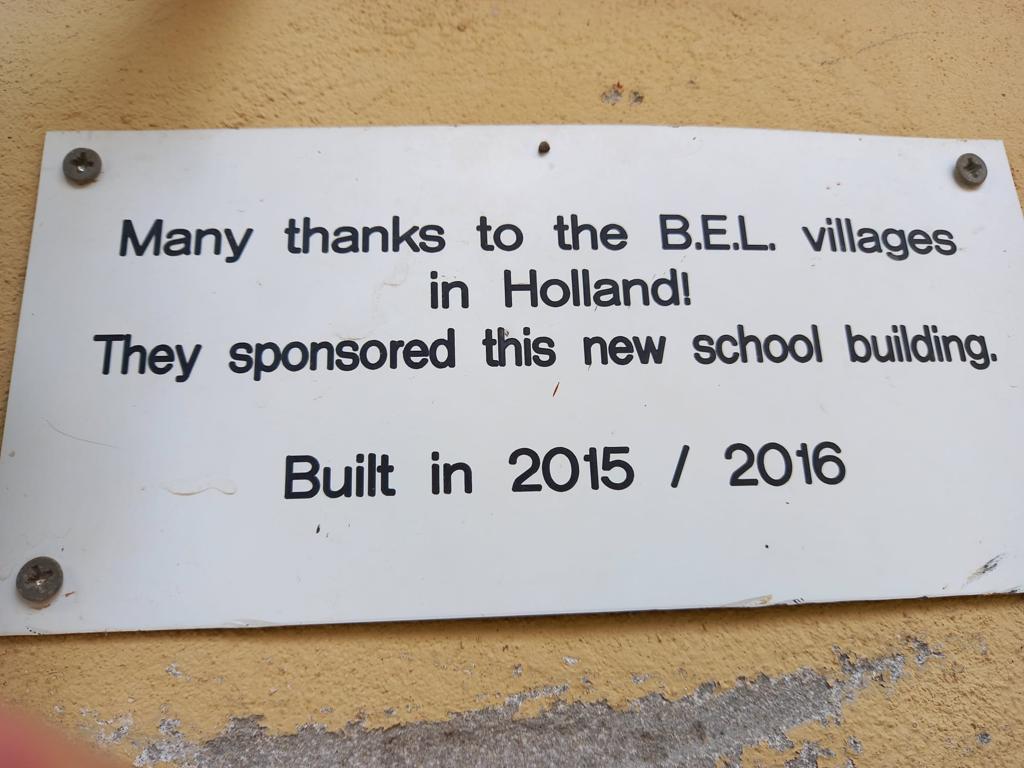 Many thanks to the B.E.L. villages
in Holland!
They sponsored this new school building.
Built in 2015 / 2016